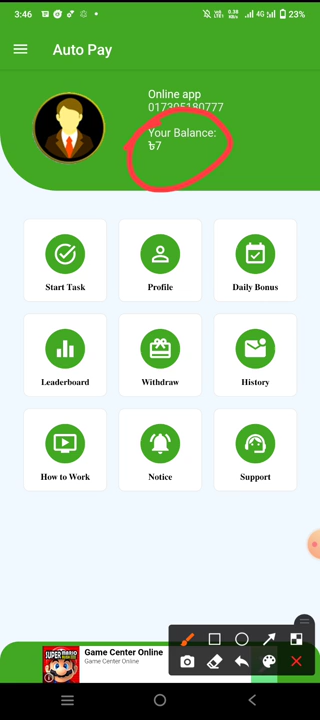 3:46
4G
23%
Auto Pay
Online app
Your Balance:
৳7
Start Task
Profile
Daily Bonus
Leaderboard
Withdraw
History
How to Work
Notice
Support
Game Center Online
Game Center Online